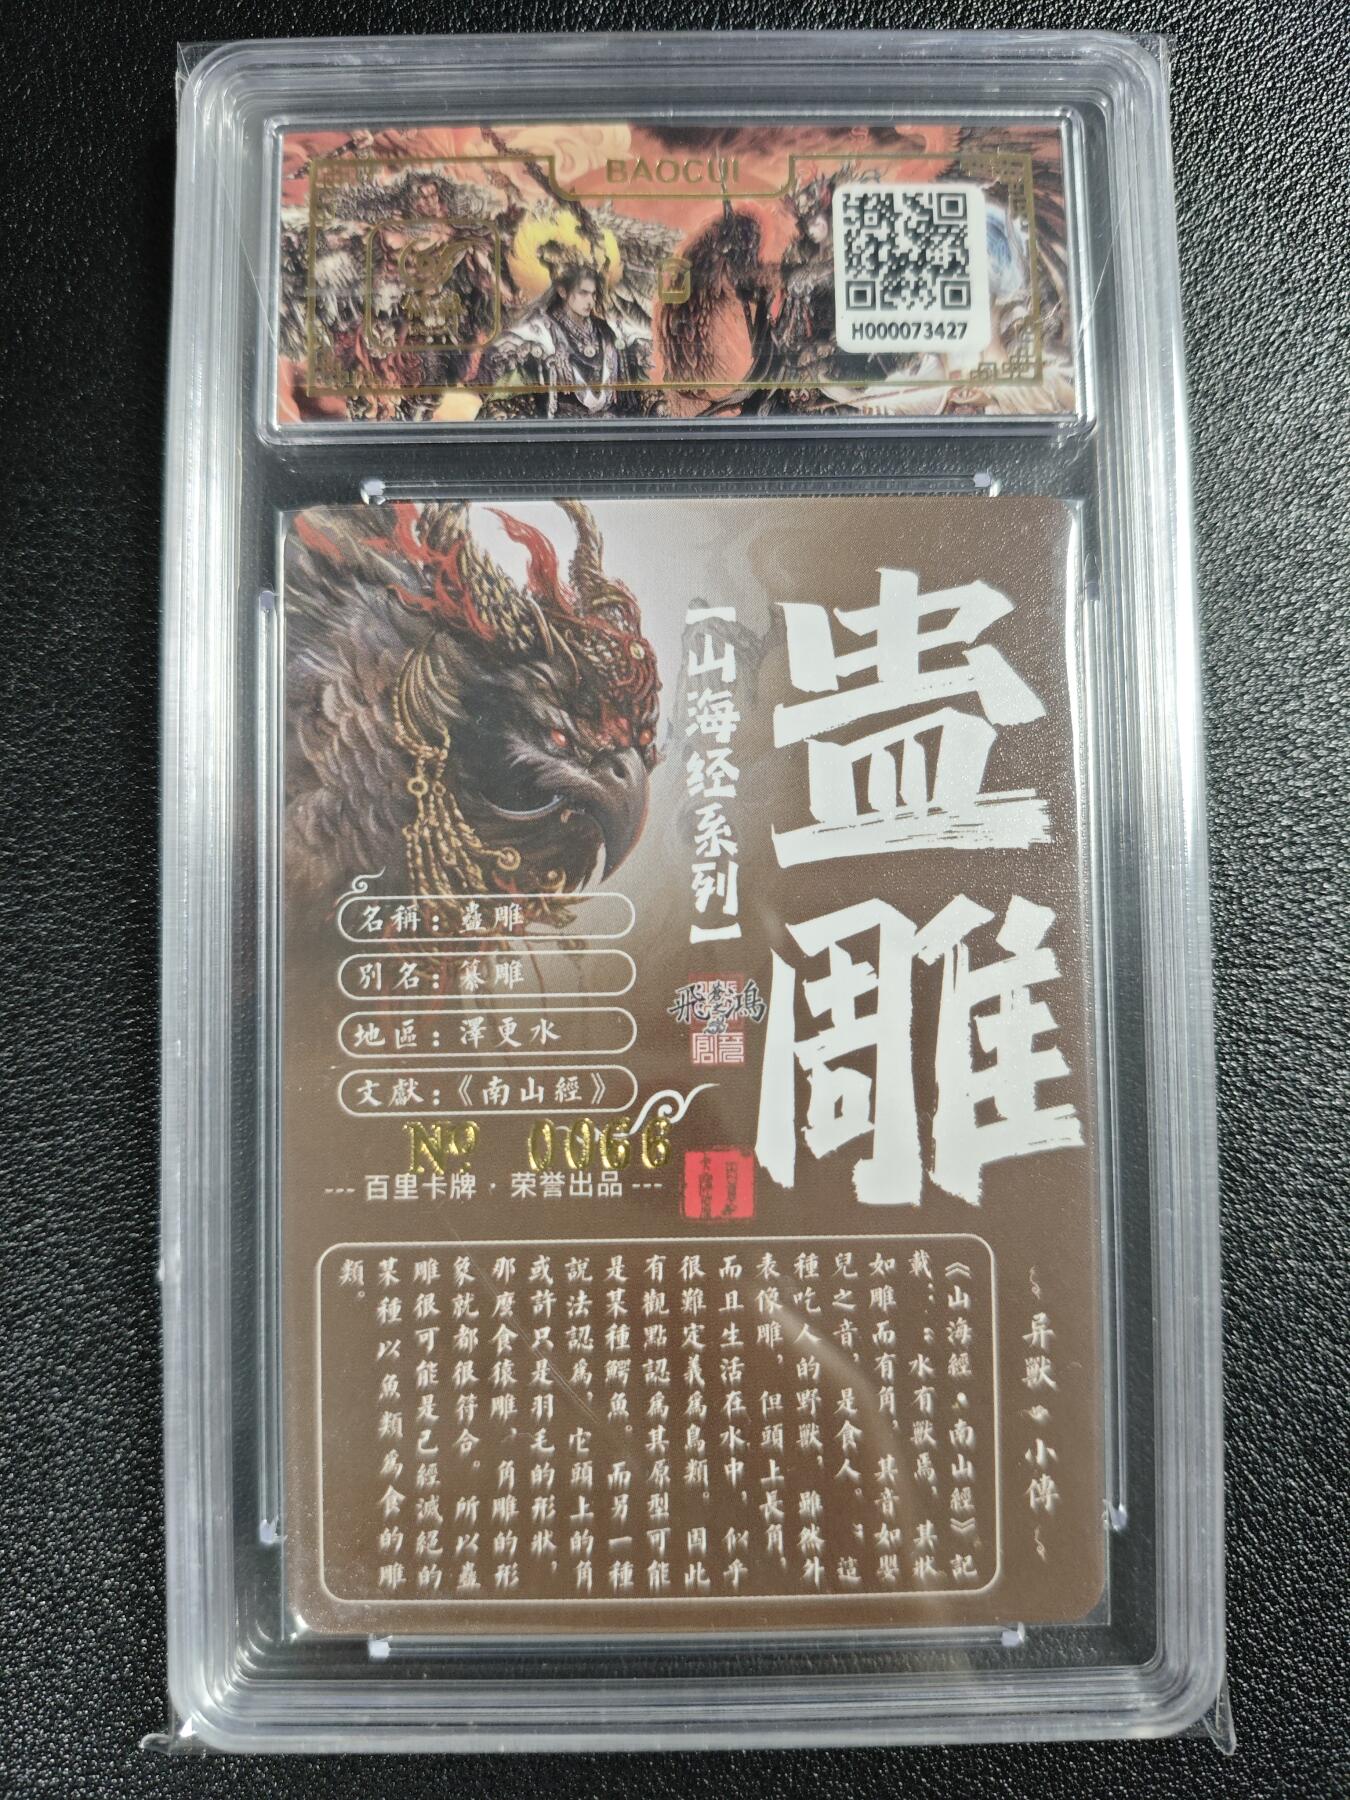 BAOCUI
H000073427
蛊雕
【山海经系列】
飛鴻
名稱：蠱雕
別名：纂雕
地區：澤更水
文獻：《南山經》
№ 0066
--- 百里卡牌 · 荣誉出品 ---
异獸 小傳
《山海經·南山經》記
載：：水有獸焉，其狀
如雕而有角，其音如嬰
兒之音，是食人。；這
種吃人的野獸，雖然外
表像雕，但頭上長角，
而且生活在水中，似乎
很難定義為鳥類。因此
有觀點認為其原型可能
是某種鰐魚。而另一種
說法認為，它頭上的角
或許只是羽毛的形狀，
那麼食猿雕、角雕的形
象就都很符合。所以蠱
雕很可能是已經滅絕的
某種以魚類為食的雕
類。